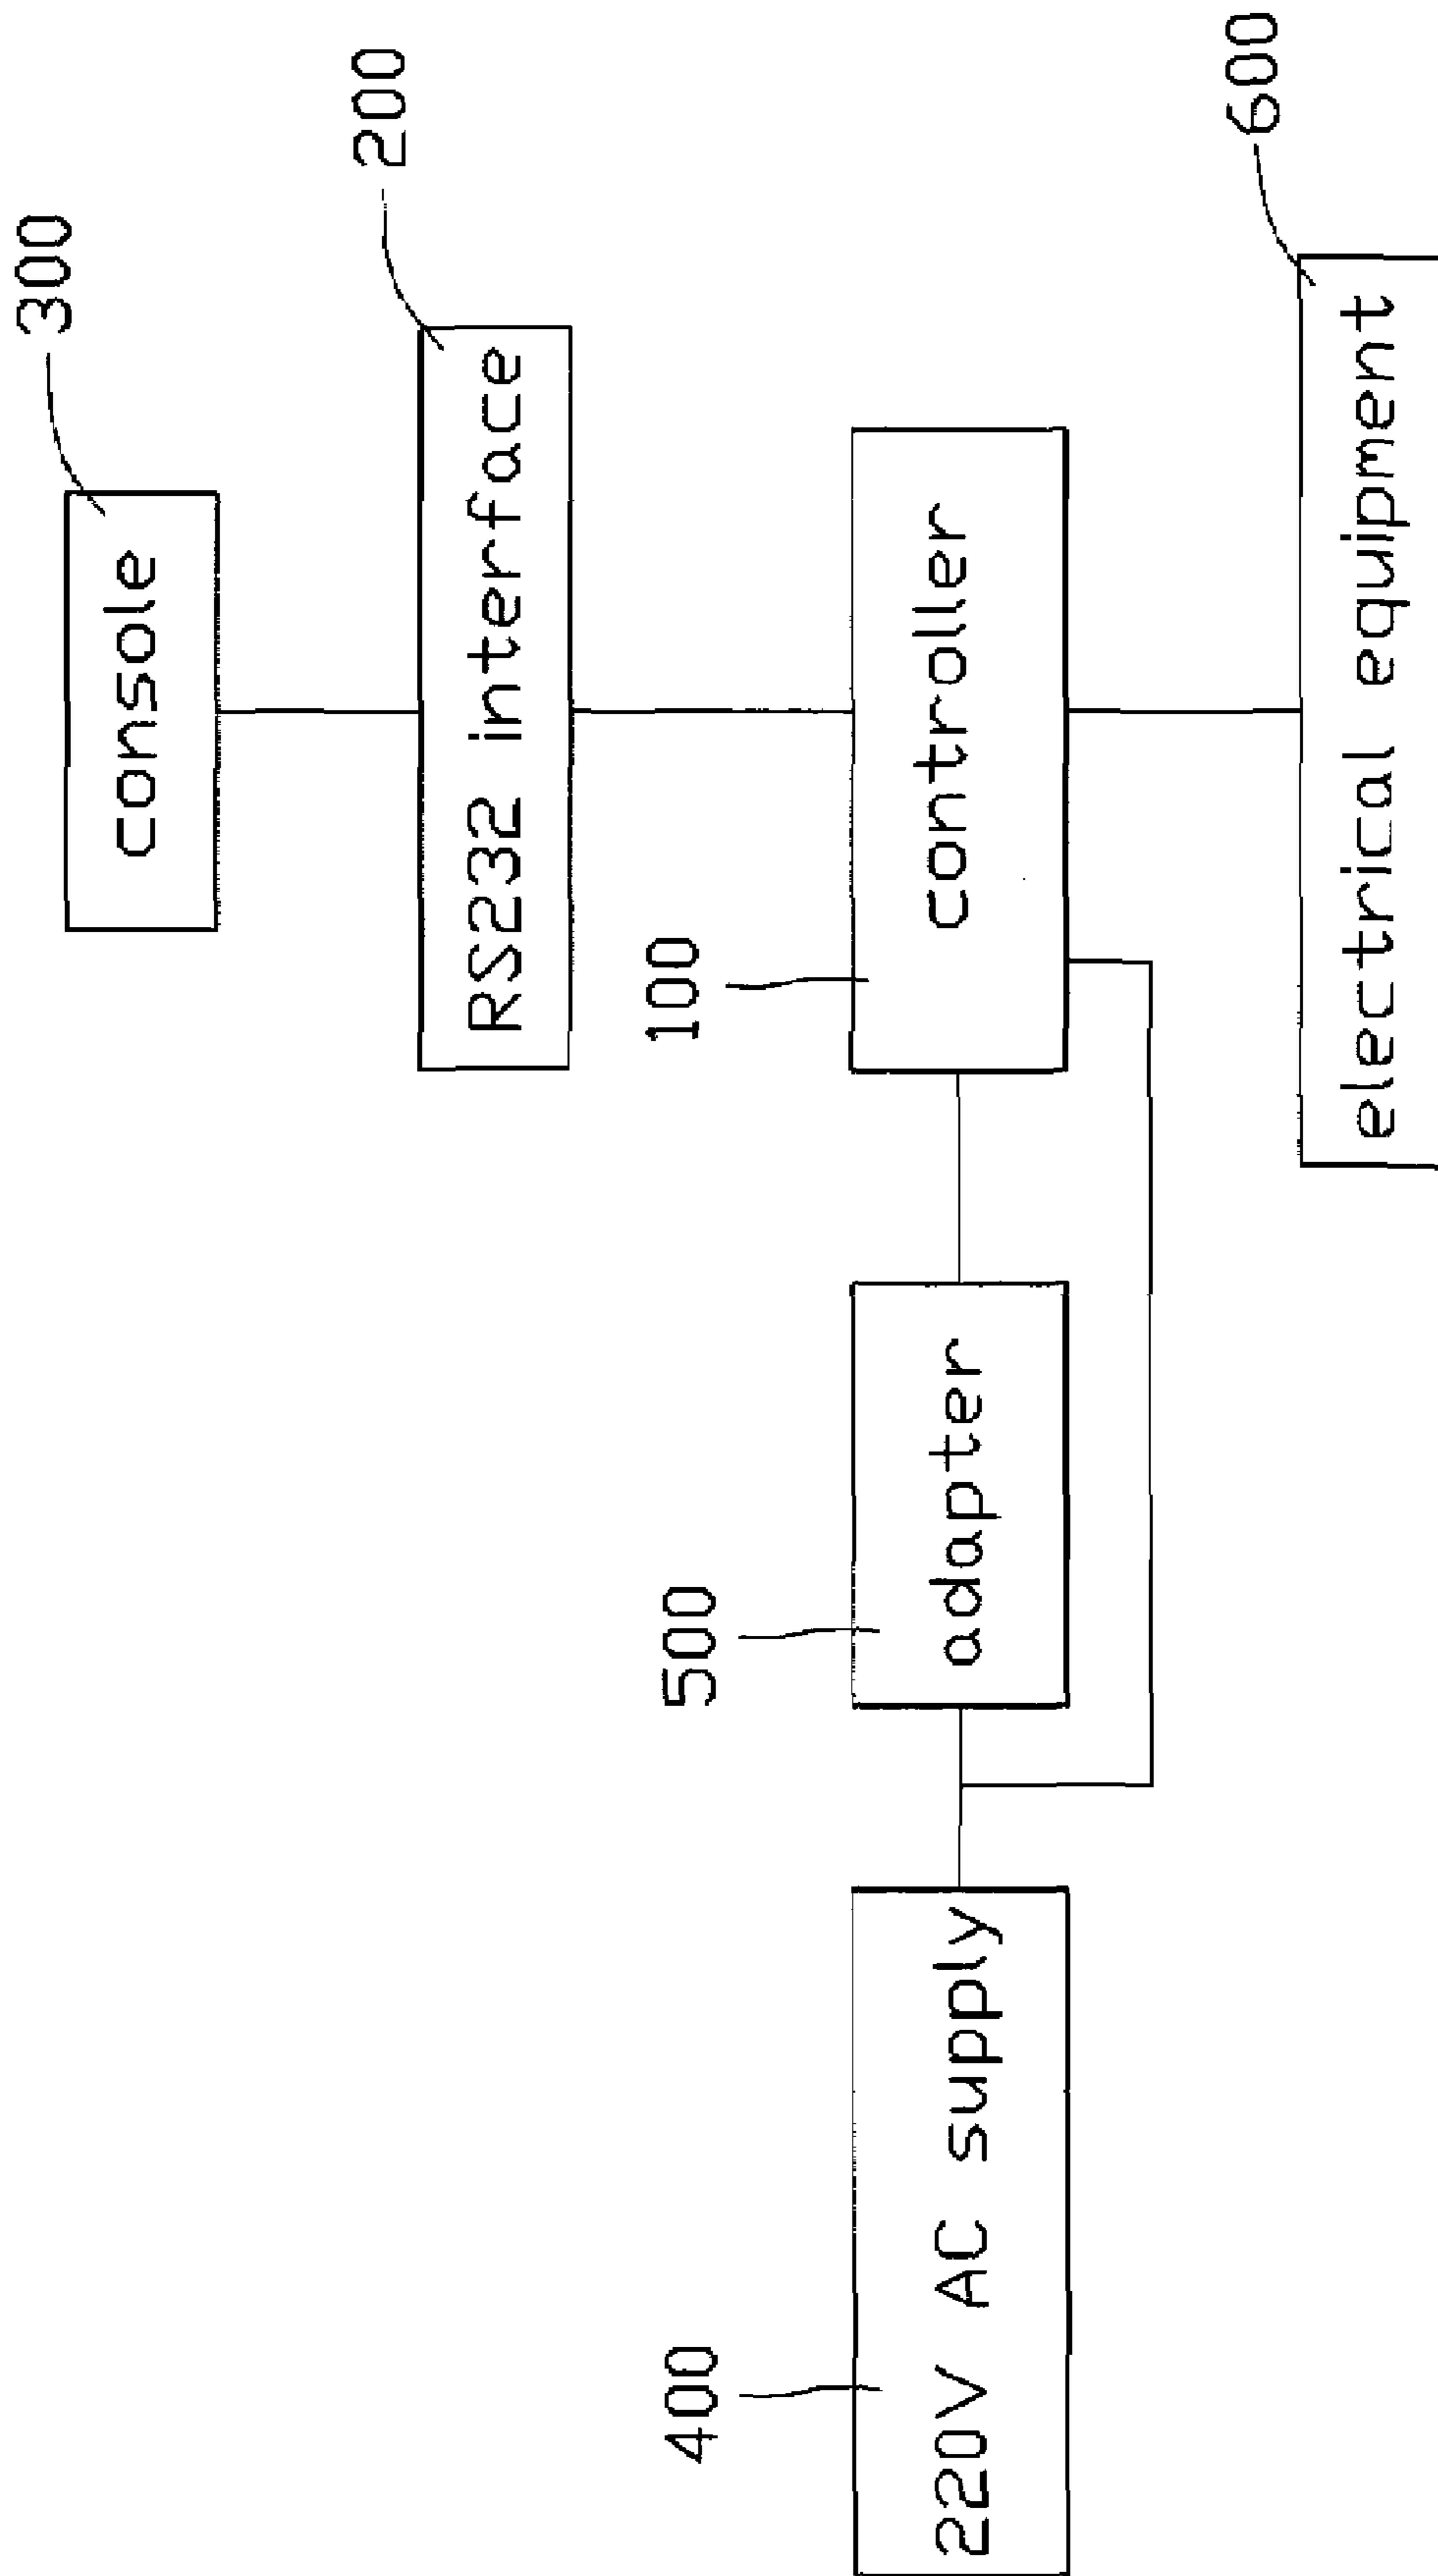 300
console
200
RS232 interface
100
controller
500
adapter
400
220V AC supply
600
electrical equipment